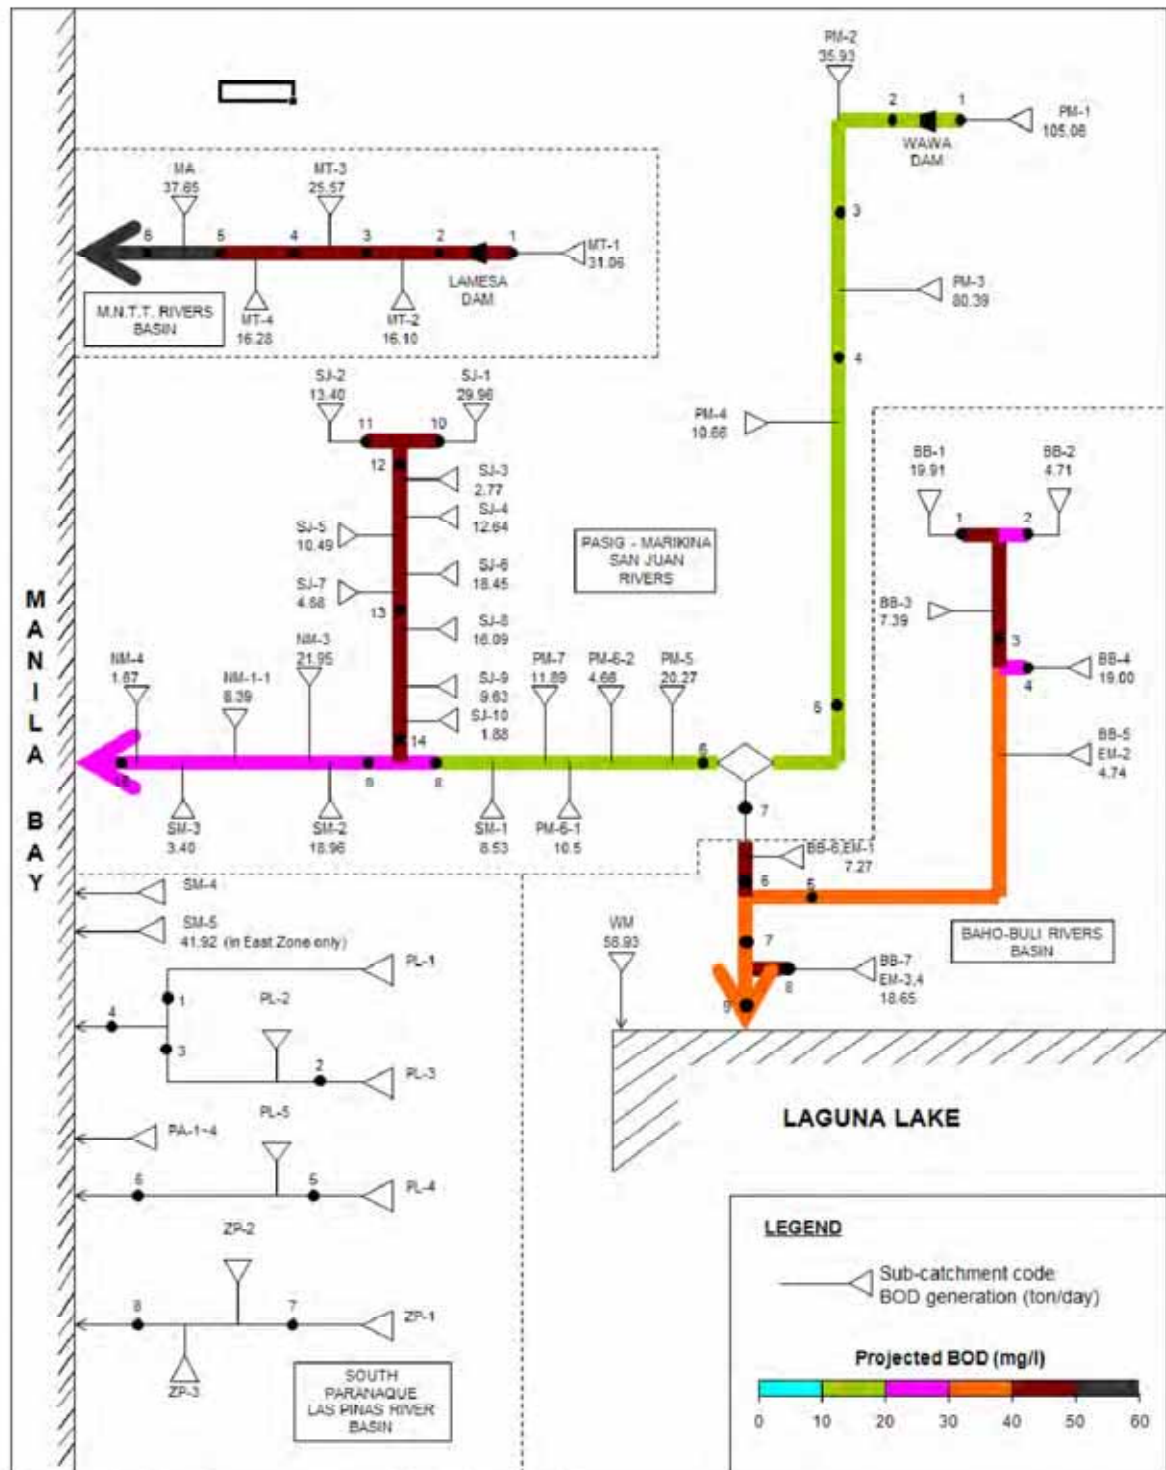 PM-2
35.93
2
1
PM-1
105.06
WAWA
DAM
MA
37.65
MT-3
25.57
3
6
5
4
3
2
1
MT-1
31.06
LAMESA
DAM
PM-3
80.39
M.N.T.T. RIVERS
BASIN
MT-4
16.28
MT-2
16.10
4
SJ-2
13.40
SJ-1
29.96
PM-4
10.66
11
10
BB-1
19.91
BB-2
4.71
12
SJ-3
2.77
SJ-4
12.64
SJ-5
10.49
1
2
PASIG - MARIKINA
SAN JUAN
RIVERS
SJ-6
18.45
SJ-7
4.66
BB-3
7.39
13
SJ-8
16.09
3
MANILA BAY
NM-4
1.67
NM-1-1
8.39
NM-3
21.95
SJ-9
9.63
PM-7
11.89
PM-6-2
4.66
PM-5
20.27
BB-4
19.00
4
SJ-10
1.88
5
14
BB-5
EM-2
4.74
9
8
6
7
SM-3
3.40
SM-2
18.96
SM-1
8.53
PM-6-1
10.5
BB-6,EM-1
7.27
SM-4
6
5
SM-5
41.92 (in East Zone only)
WM
56.93
BAHO-BULI RIVERS
BASIN
7
PL-1
BB-7
EM-3,4
18.65
8
1
PL-2
4
9
3
2
PL-3
PL-5
LAGUNA LAKE
PA-1~4
6
5
PL-4
LEGEND
ZP-2
Sub-catchment code
BOD generation (ton/day)
8
7
ZP-1
Projected BOD (mg/l)
ZP-3
SOUTH
PARANAQUE
LAS PINAS RIVER
BASIN
0 10 20 30 40 50 60